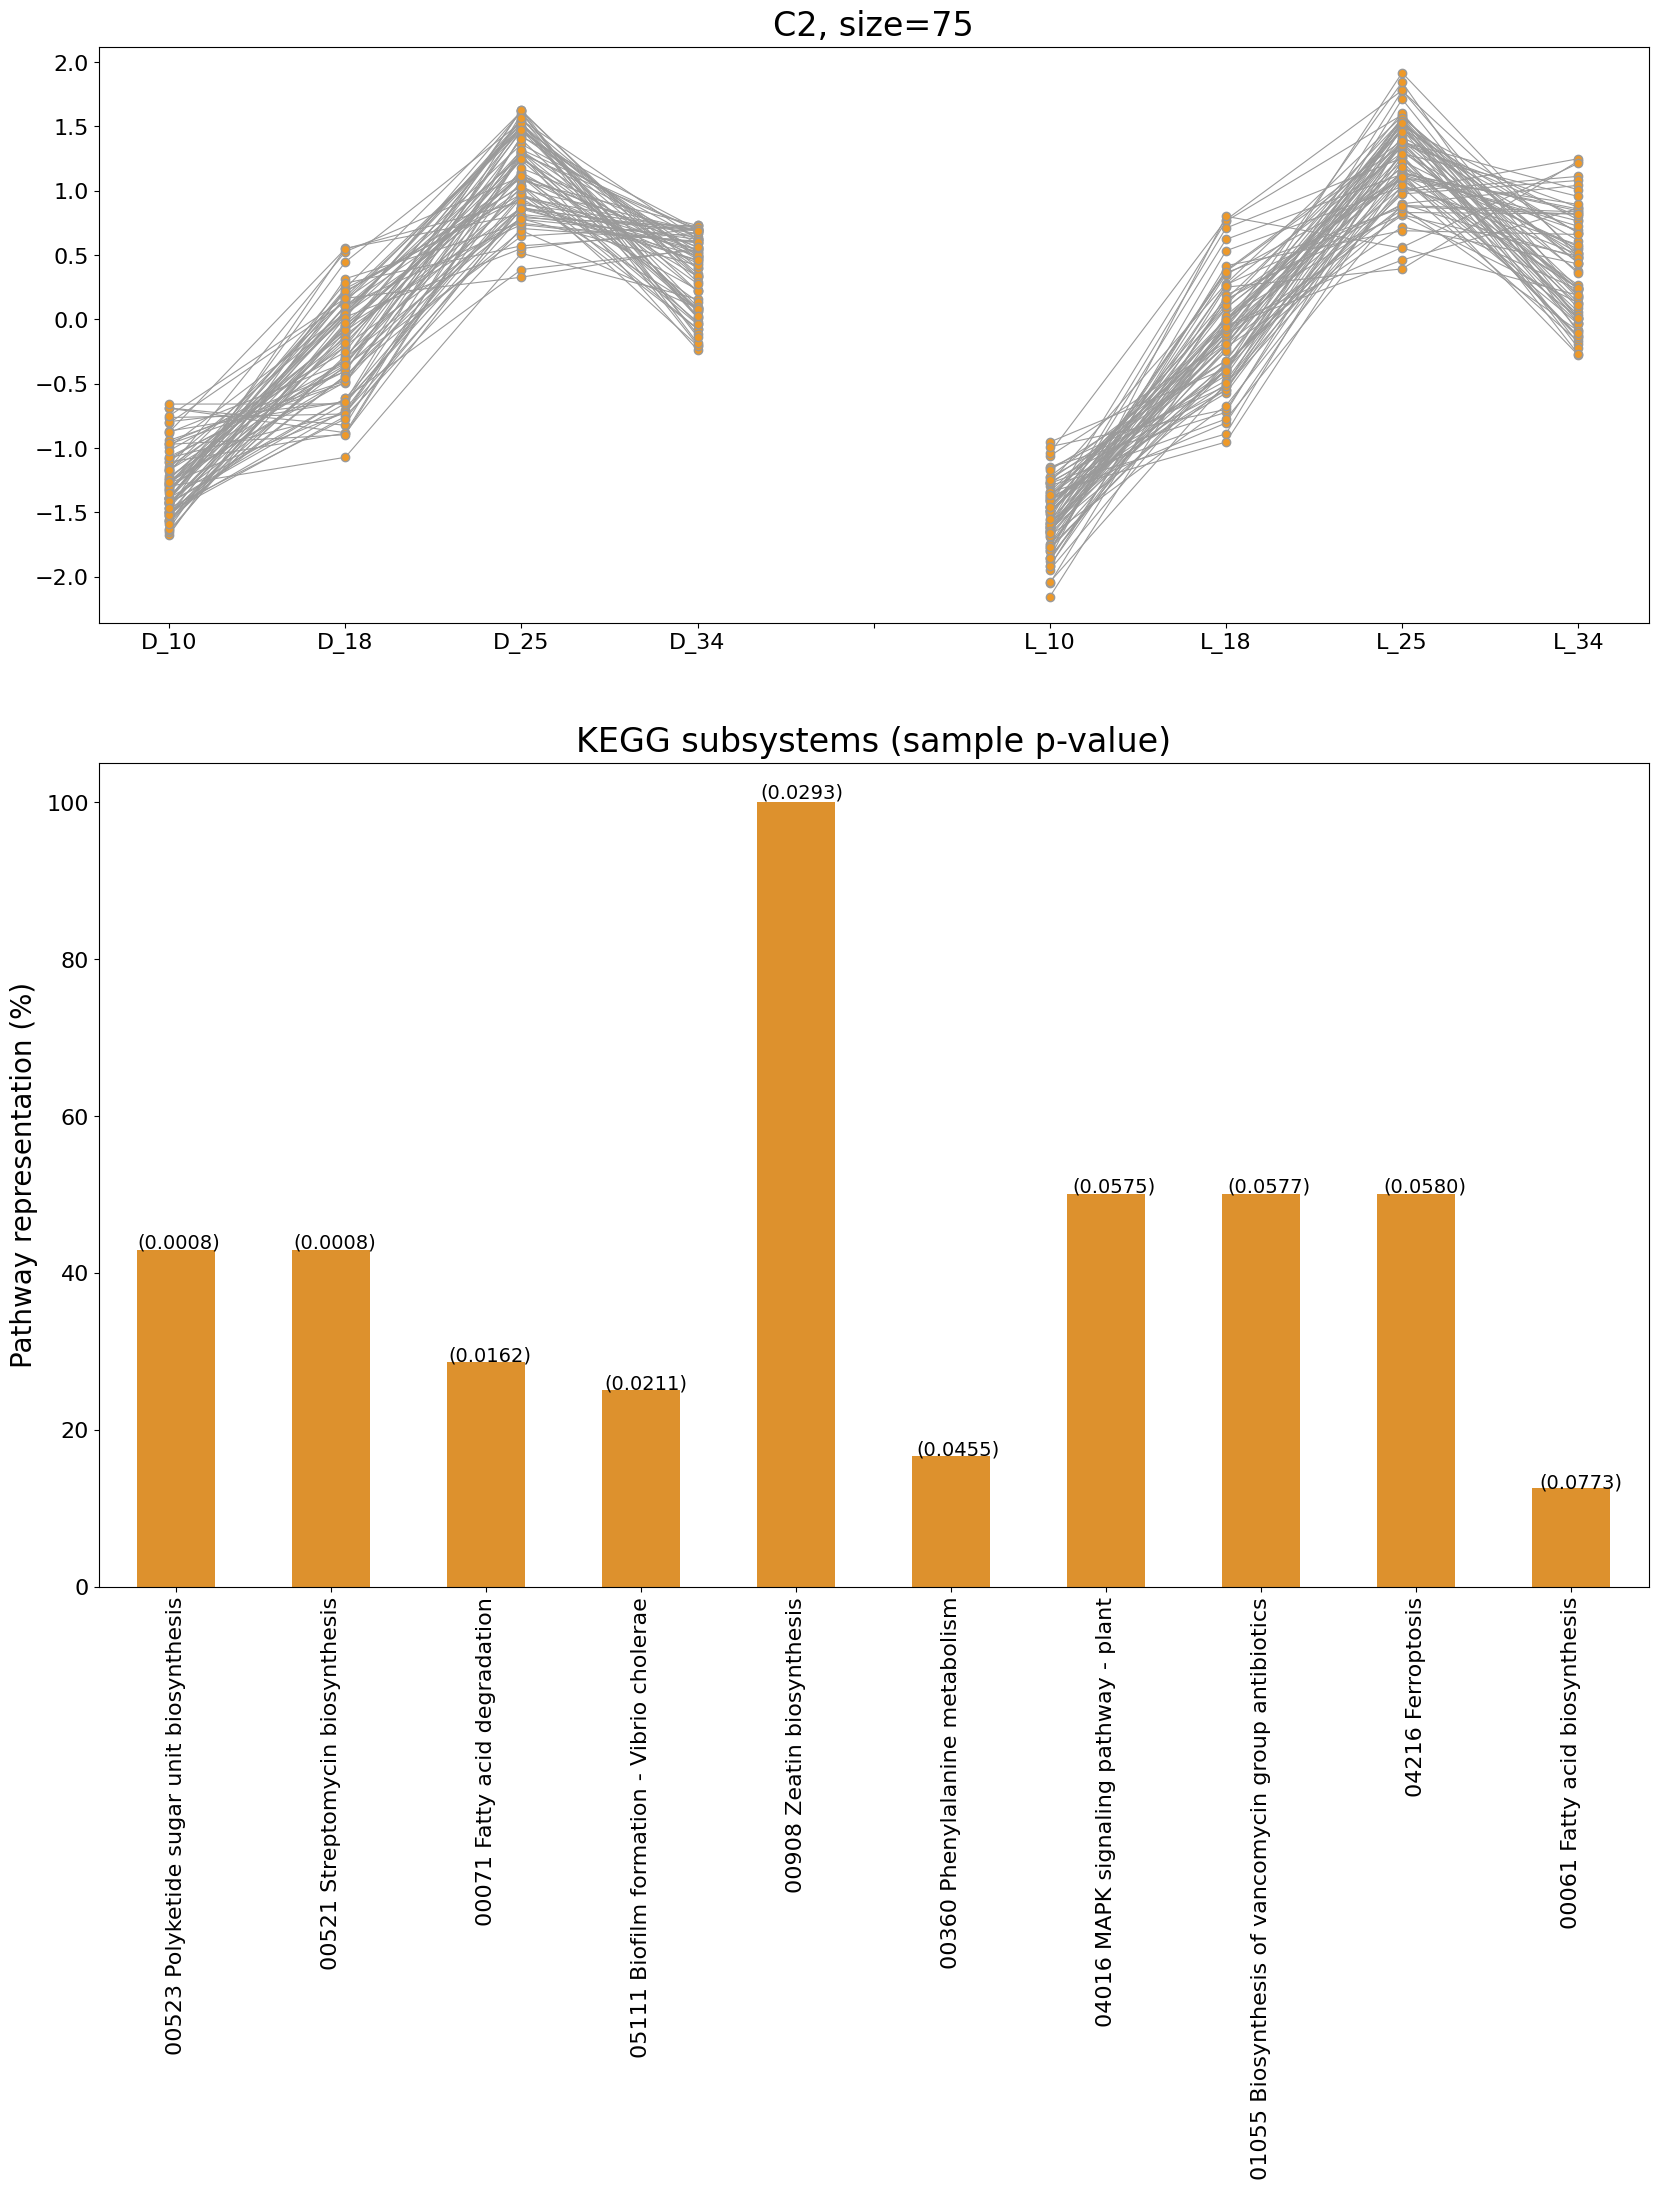 C2, size=75
2.0
1.5
1.0
0.5
0.0
−0.5
−1.0
−1.5
−2.0
D_10 D_18 D_25 D_34 L_10 L_18 L_25 L_34
KEGG subsystems (sample p-value)
Pathway representation (%)
100
80
60
40
20
0
(0.0008)
(0.0008)
(0.0162)
(0.0211)
(0.0293)
(0.0455)
(0.0575)
(0.0577)
(0.0580)
(0.0773)
00523 Polyketide sugar unit biosynthesis
00521 Streptomycin biosynthesis
00071 Fatty acid degradation
05111 Biofilm formation - Vibrio cholerae
00908 Zeatin biosynthesis
00360 Phenylalanine metabolism
04016 MAPK signaling pathway - plant
01055 Biosynthesis of vancomycin group antibiotics
04216 Ferroptosis
00061 Fatty acid biosynthesis